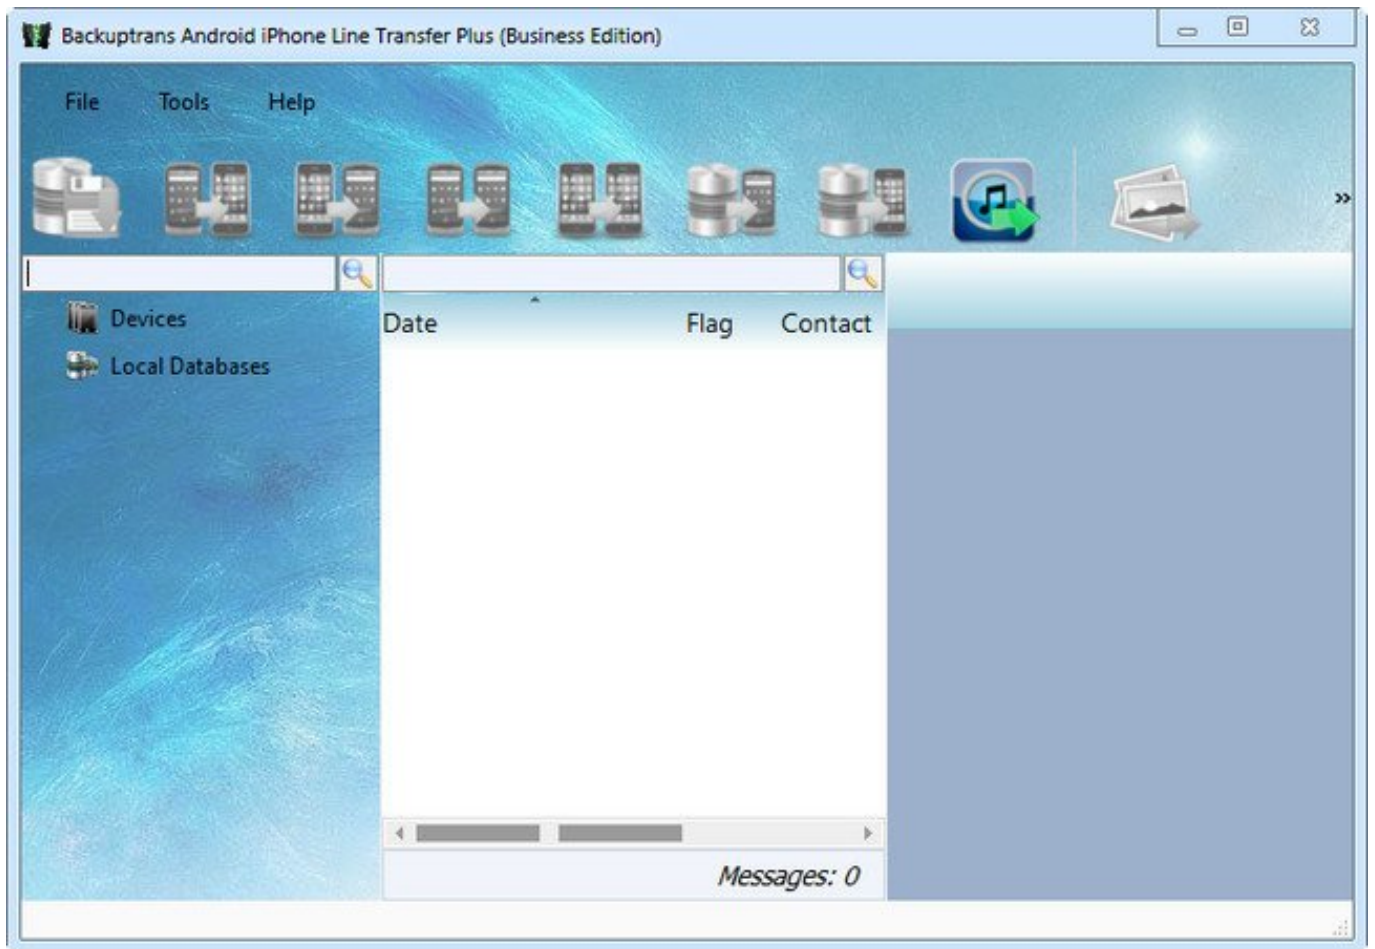 Backuptrans Android iPhone Line Transfer Plus (Business Edition)
File Tools Help
»
Devices
Local Databases
Date Flag Contact
Messages: 0